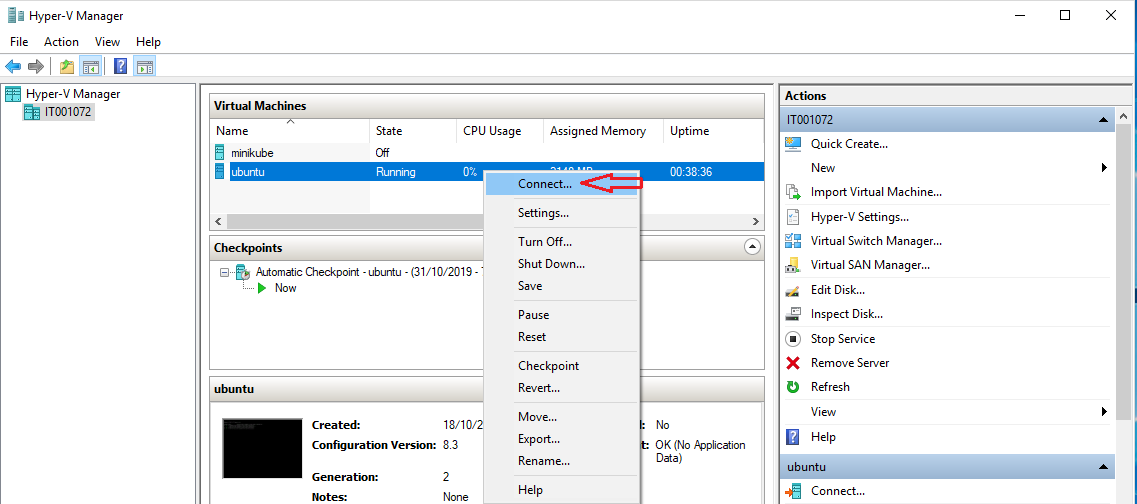 Hyper-V Manager
File Action View Help
Hyper-V Manager
IT001072
Virtual Machines
Name State CPU Usage Assigned Memory Uptime
minikube Off
ubuntu Running 0% 2148 MB 00:38:36
Connect...
Settings...
Turn Off...
Shut Down...
Save
Pause
Reset
Checkpoint
Revert...
Move...
Export...
Rename...
Help
Checkpoints
Automatic Checkpoint - ubuntu - (31/10/2019 -
Now
ubuntu
Created: 18/10/2
Configuration Version: 8.3
Generation: 2
Notes: None
No
OK (No Application
Data)
Actions
IT001072
Quick Create...
New
Import Virtual Machine...
Hyper-V Settings...
Virtual Switch Manager...
Virtual SAN Manager...
Edit Disk...
Inspect Disk...
Stop Service
Remove Server
Refresh
View
Help
ubuntu
Connect...